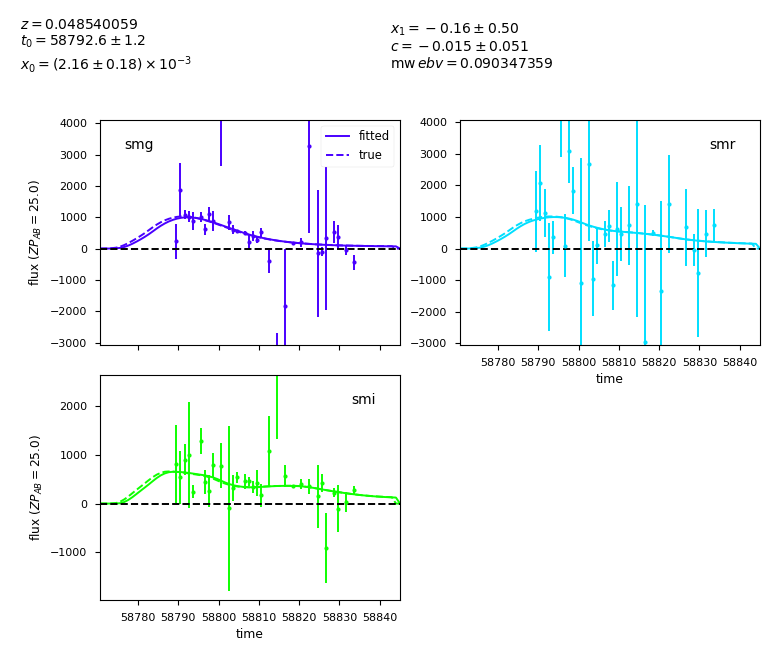 z = 0.048540059
t₀ = 58792.6 ± 1.2
x₀ = (2.16 ± 0.18) × 10⁻³
x₁ = −0.16 ± 0.50
c = −0.015 ± 0.051
mwebv = 0.090347359
smg
fitted
true
4000
3000
2000
1000
0
−1000
−2000
−3000
flux (ZP_AB = 25.0)
smr
4000
3000
2000
1000
0
−1000
−2000
−3000
58780 58790 58800 58810 58820 58830 58840
time
smi
2000
1000
0
−1000
flux (ZP_AB = 25.0)
58780 58790 58800 58810 58820 58830 58840
time